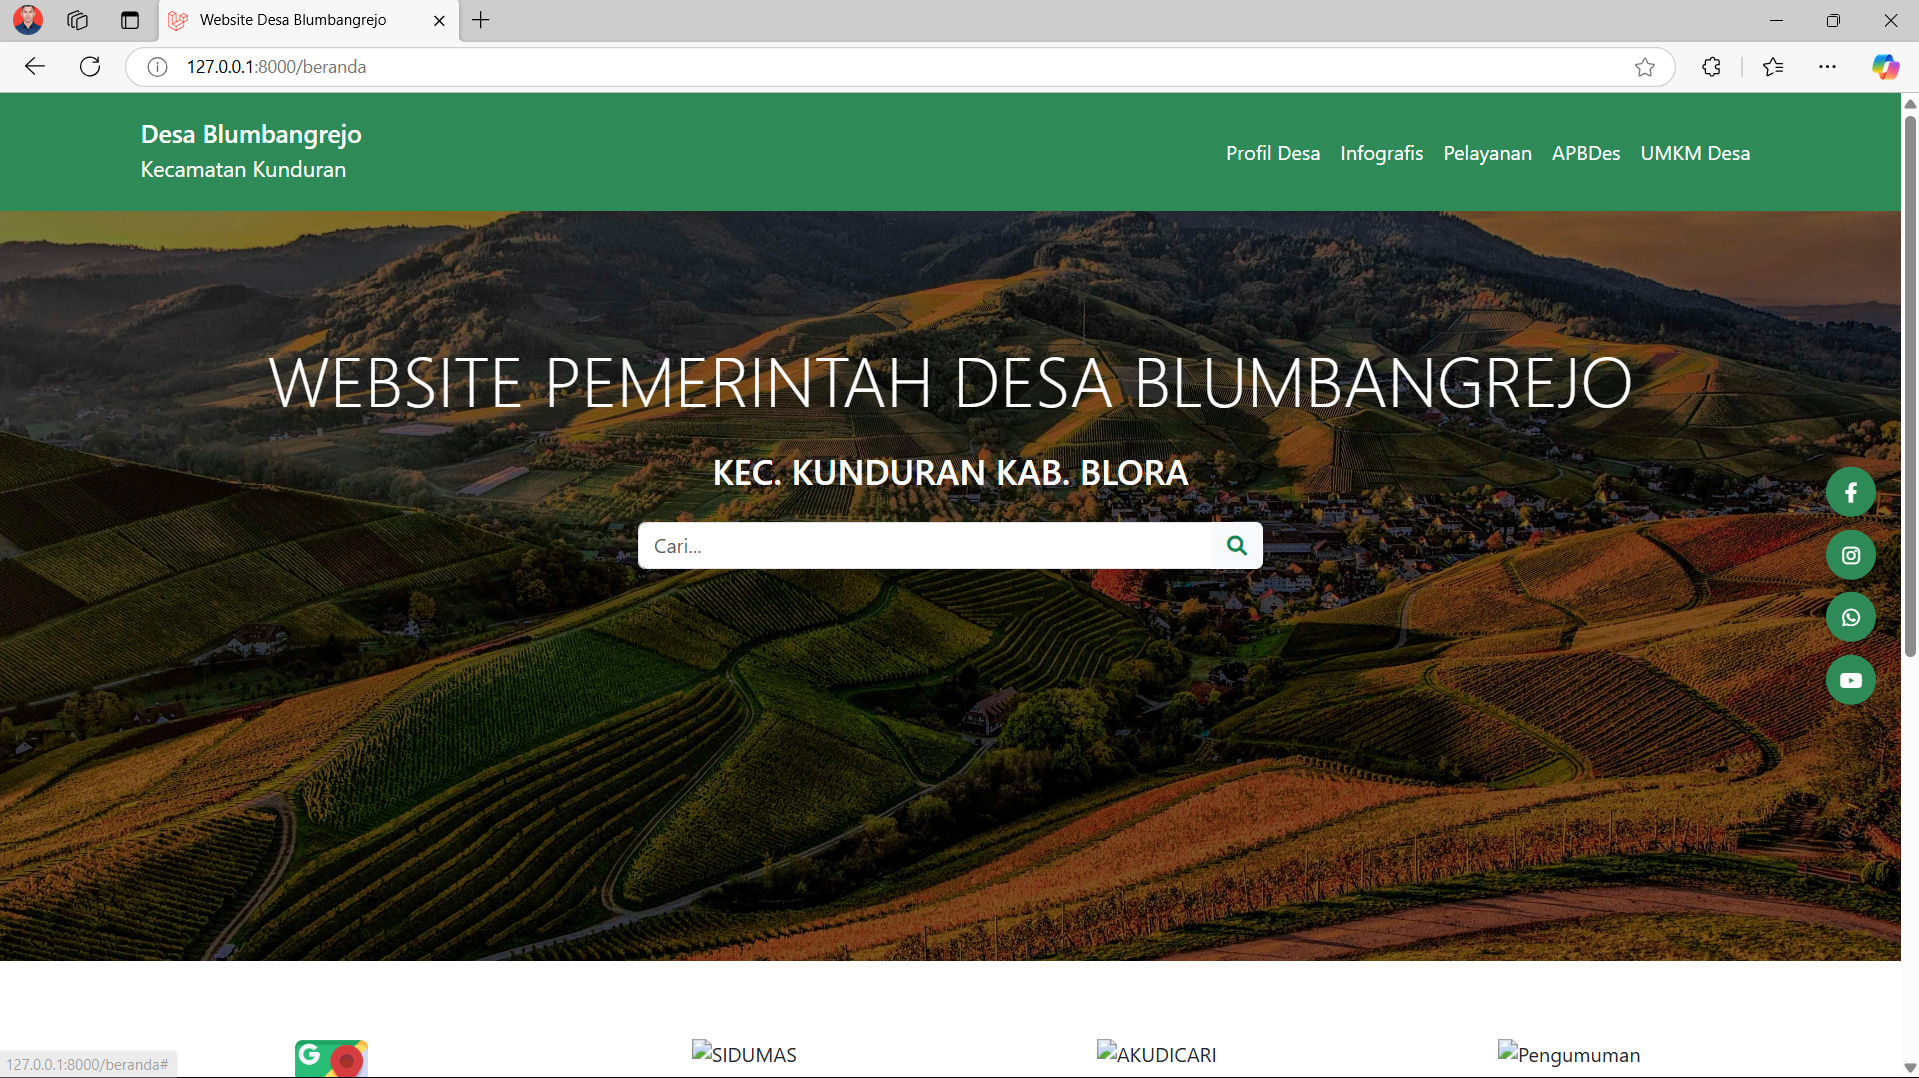 Website Desa Blumbangrejo
127.0.0.1:8000/beranda
Desa Blumbangrejo
Kecamatan Kunduran
Profil Desa Infografis Pelayanan APBDes UMKM Desa
WEBSITE PEMERINTAH DESA BLUMBANGREJO
KEC. KUNDURAN KAB. BLORA
Cari...
G
SIDUMAS
AKUDICARI
Pengumuman
127.0.0.1:8000/beranda#